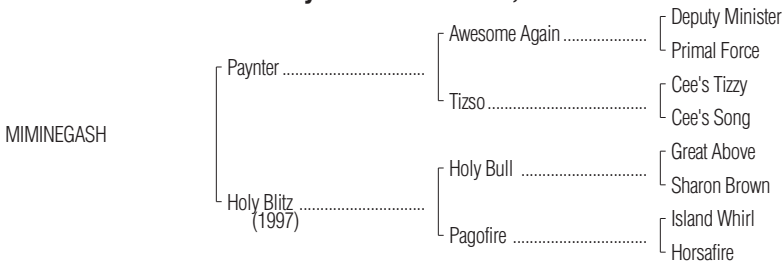 Deputy Minister
Awesome Again
Primal Force
Paynter
Cee's Tizzy
Tizso
Cee's Song
MIMINEGASH
Great Above
Holy Bull
Sharon Brown
Holy Blitz
(1997)
Island Whirl
Pagofire
Horsafire